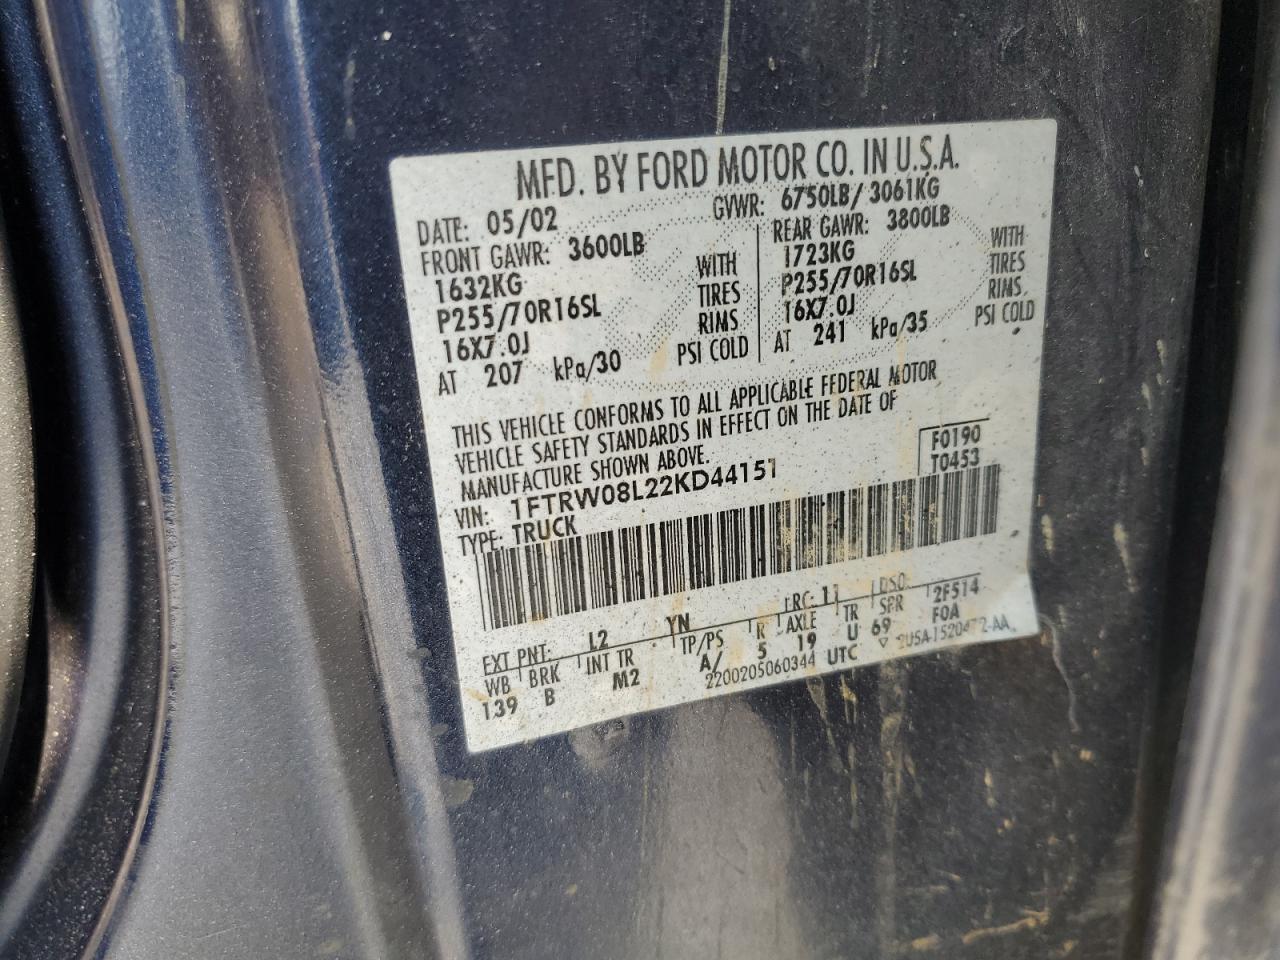 MFD. BY FORD MOTOR CO. IN U.S.A.
DATE: 05/02 GVWR: 6750LB/ 3061KG
FRONT GAWR: 3600LB REAR GAWR: 3800LB
1632KG WITH 1723KG WITH
P255/70R16SL TIRES P255/70R16SL TIRES
16X7.0J RIMS 16X7.0J RIMS.
AT 207 kPa/30 PSI COLD AT 241 kPa/35 PSI COLD
THIS VEHICLE CONFORMS TO ALL APPLICABLE FEDERAL MOTOR
VEHICLE SAFETY STANDARDS IN EFFECT ON THE DATE OF
MANUFACTURE SHOWN ABOVE.
VIN: 1FTRW08L22KD44151 F0190
TYPE: TRUCK T0453
EXT PNT: L2 YN RC: 11 DSO: 2F514
WB BRK INT TR TP/PS R AXLE TR SPR F0A
139 B M2 A/ 5 19 U 69
2200205060344 UTC